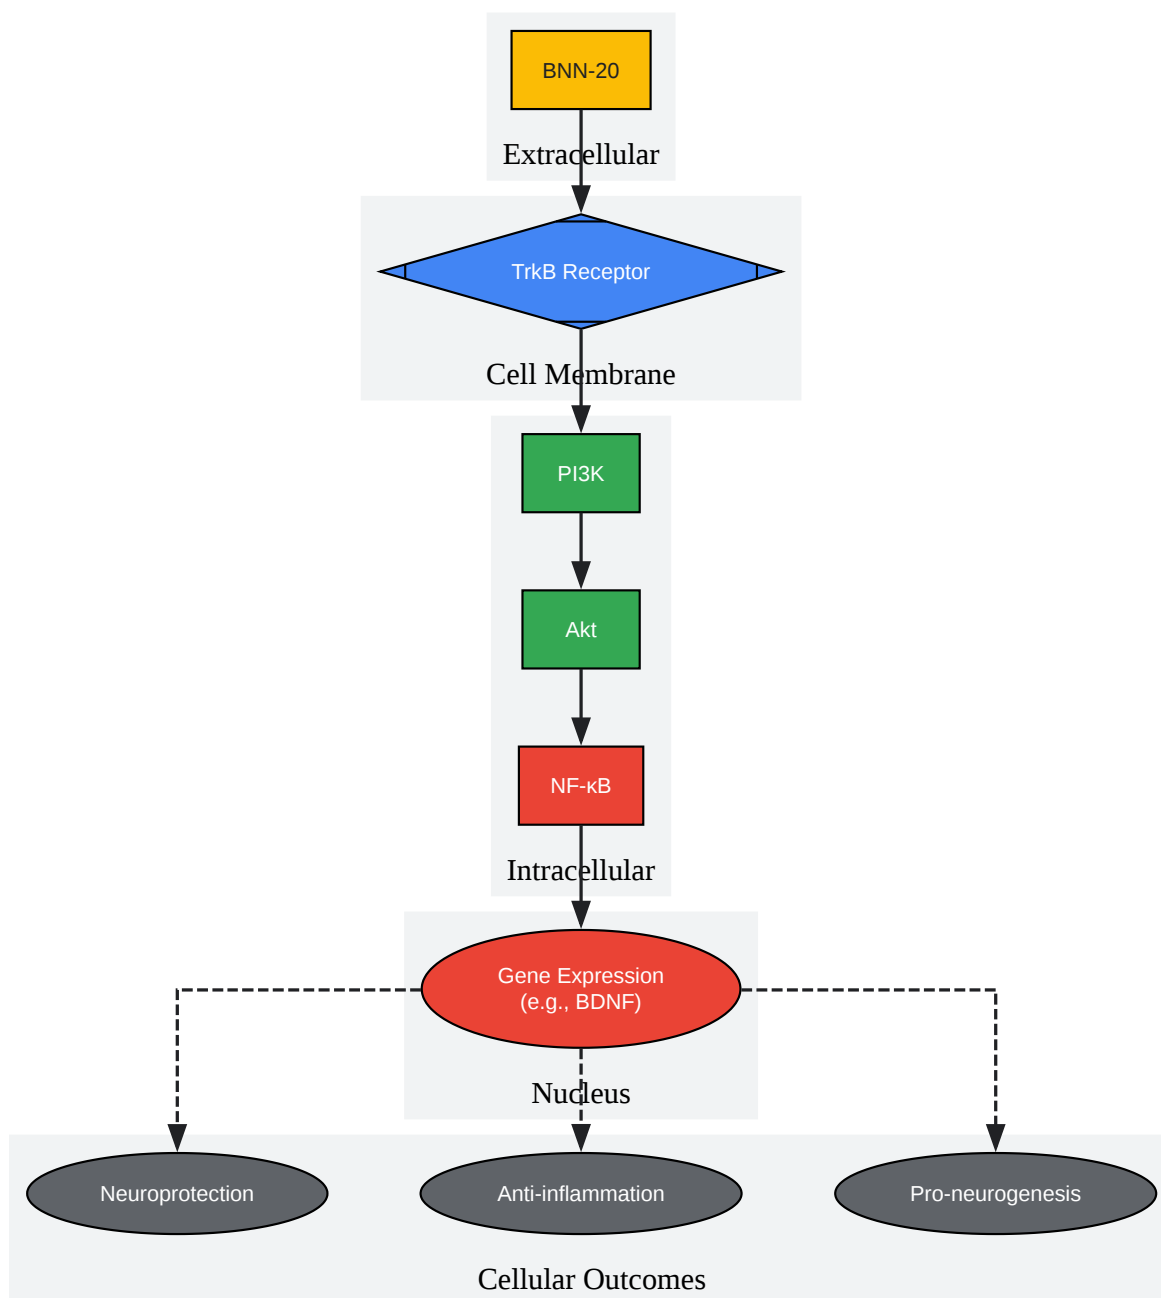 BNN-20
Extracellular
TrkB Receptor
Cell Membrane
PI3K
Akt
NF-κB
Intracellular
Gene Expression
(e.g., BDNF)
Nucleus
Neuroprotection
Anti-inflammation
Pro-neurogenesis
Cellular Outcomes